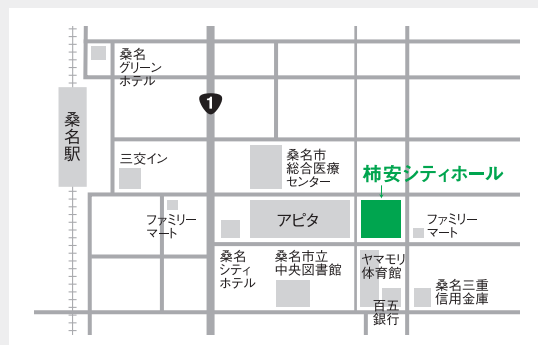 桑名
グリーン
ホテル
1
桑名駅
三交イン
桑名市
総合医療
センター
柿安シティホール
ファミリー
マート
アピタ
ファミリー
マート
桑名
シティ
ホテル
桑名市立
中央図書館
ヤマモリ
体育館
百五
銀行
桑名三重
信用金庫